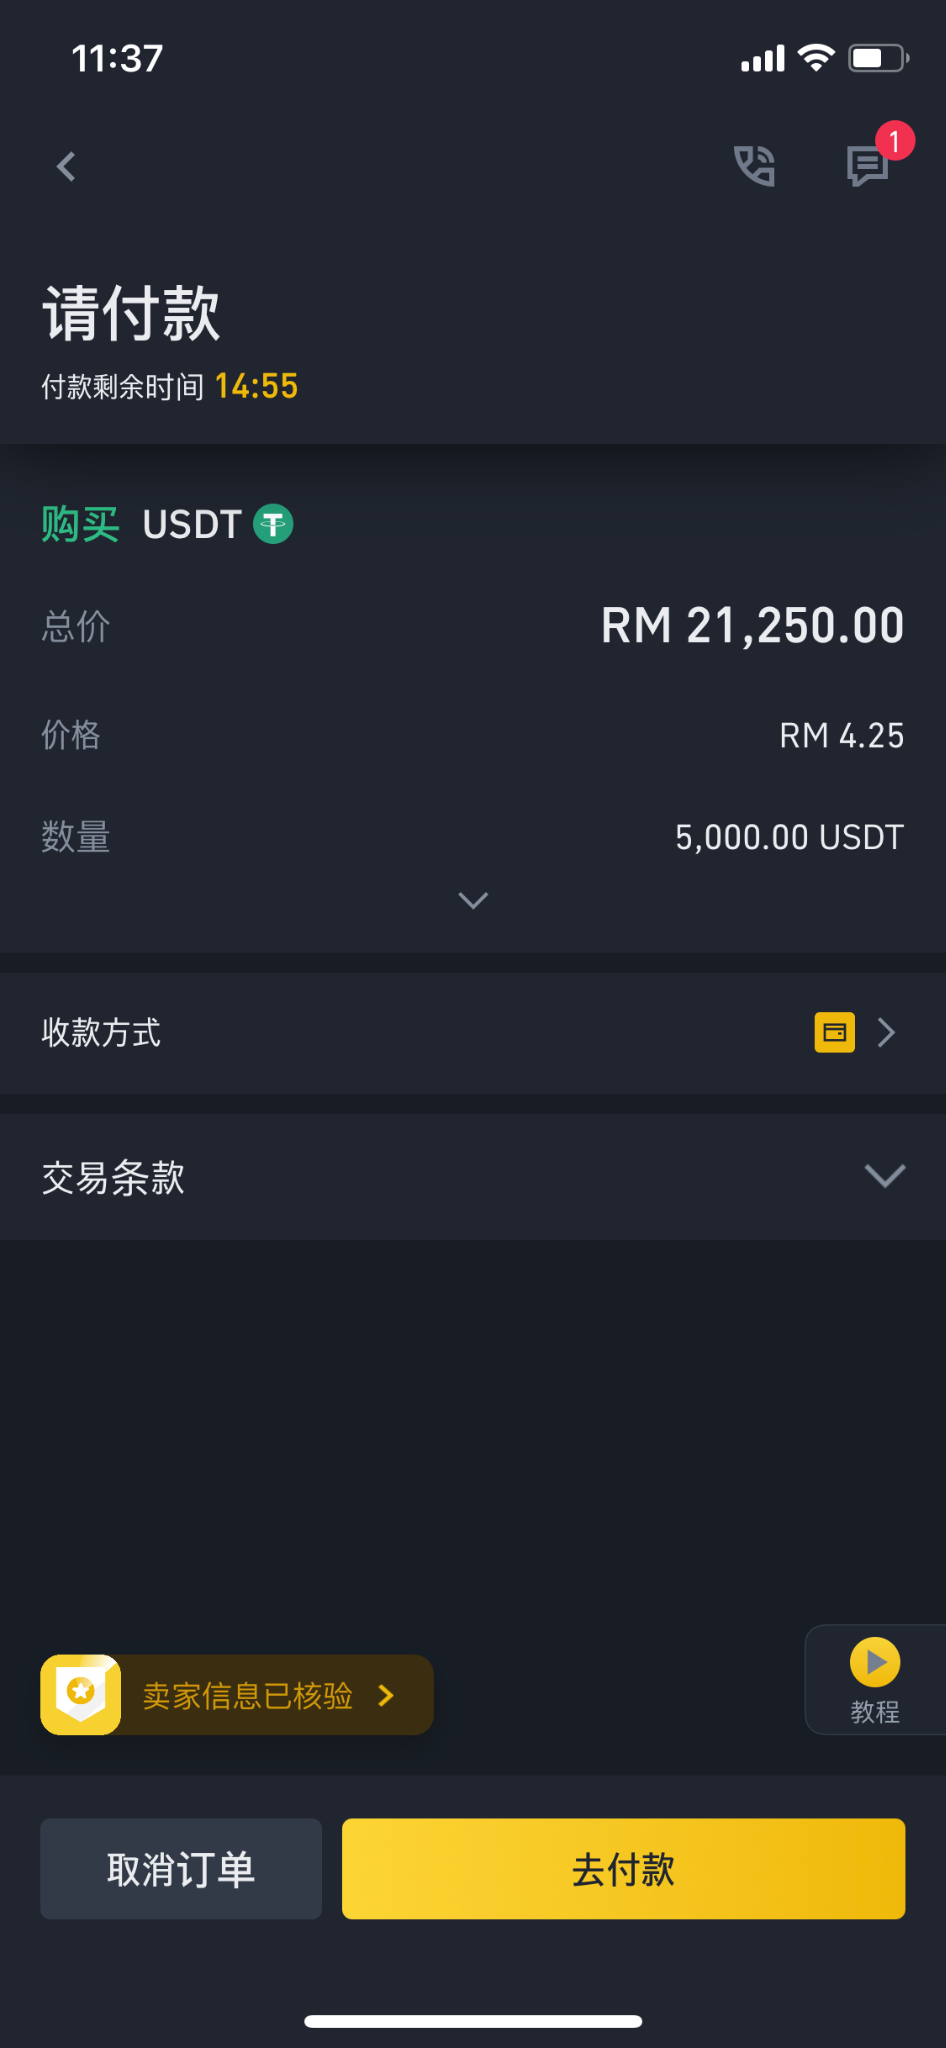 11:37
1
请付款
付款剩余时间 14:55
购买 USDT
总价 RM 21,250.00
价格 RM 4.25
数量 5,000.00 USDT
收款方式
交易条款
卖家信息已核验
教程
取消订单 去付款